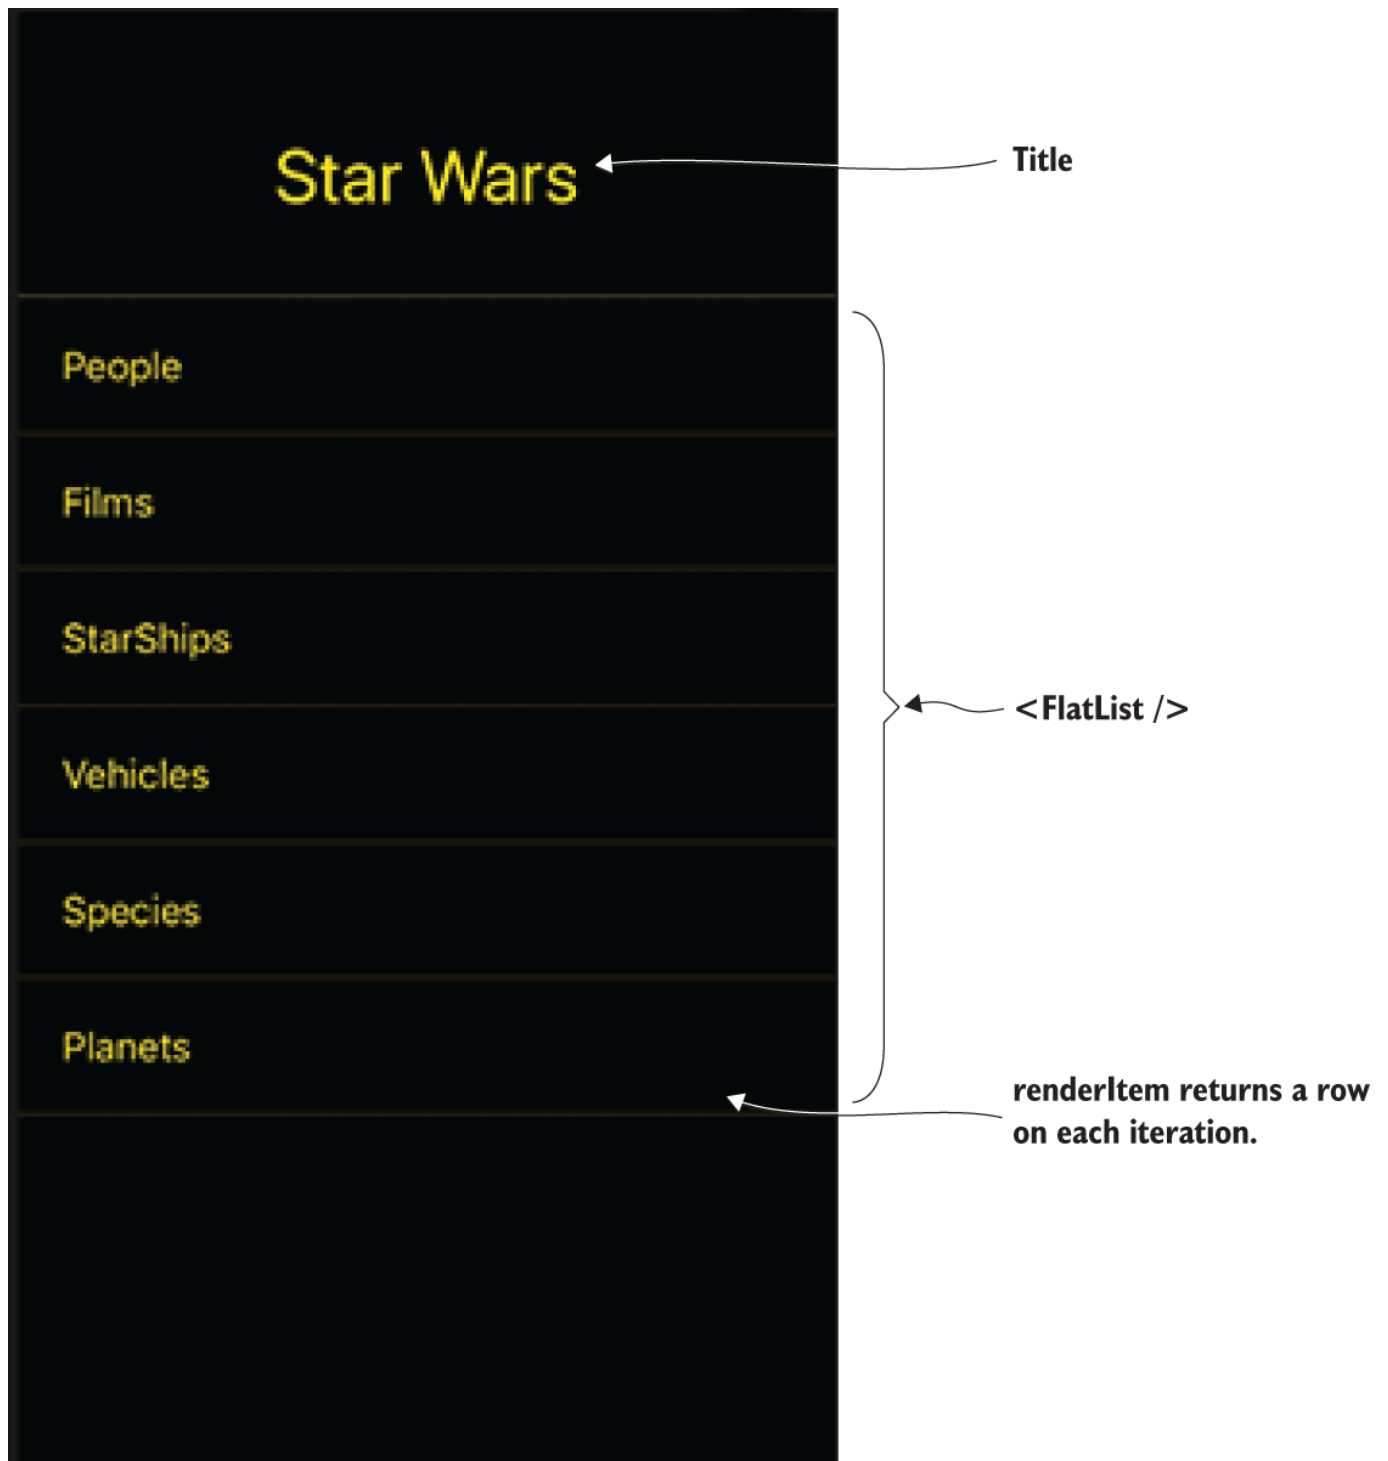 Star Wars
Title
People
Films
StarShips
<FlatList />
Vehicles
Species
Planets
renderItem returns a row
on each iteration.